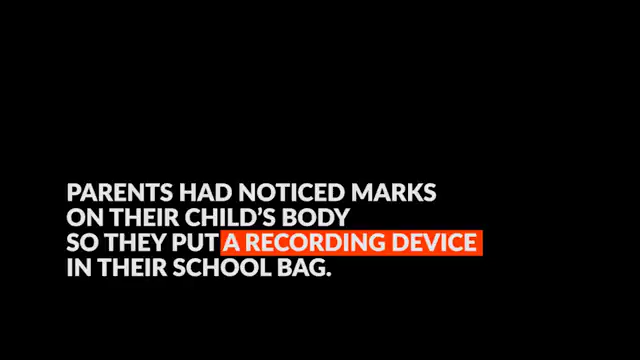 PARENTS HAD NOTICED MARKS
ON THEIR CHILD'S BODY
SO THEY PUT A RECORDING DEVICE
IN THEIR SCHOOL BAG.